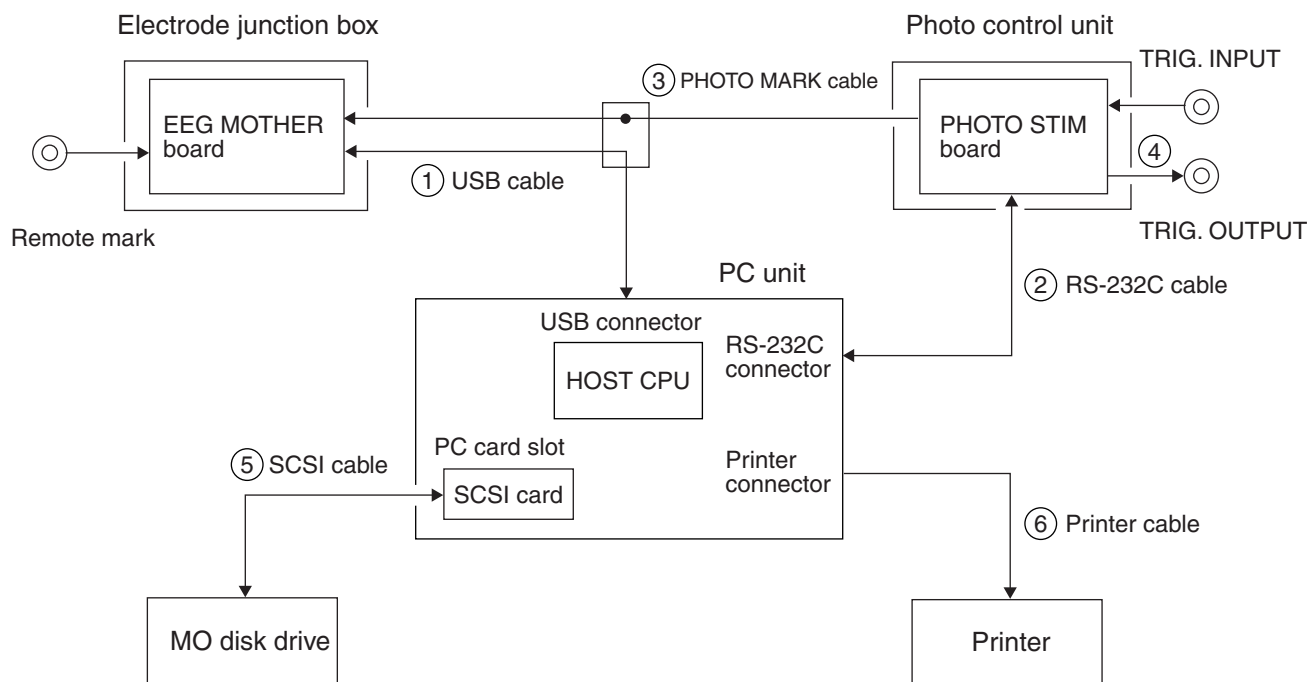 Electrode junction box
Photo control unit
③ PHOTO MARK cable
TRIG. INPUT
EEG MOTHER
board
PHOTO STIM
board
④
① USB cable
Remote mark
TRIG. OUTPUT
PC unit
② RS-232C cable
USB connector
RS-232C
connector
HOST CPU
PC card slot
⑤ SCSI cable
Printer
connector
SCSI card
⑥ Printer cable
MO disk drive
Printer